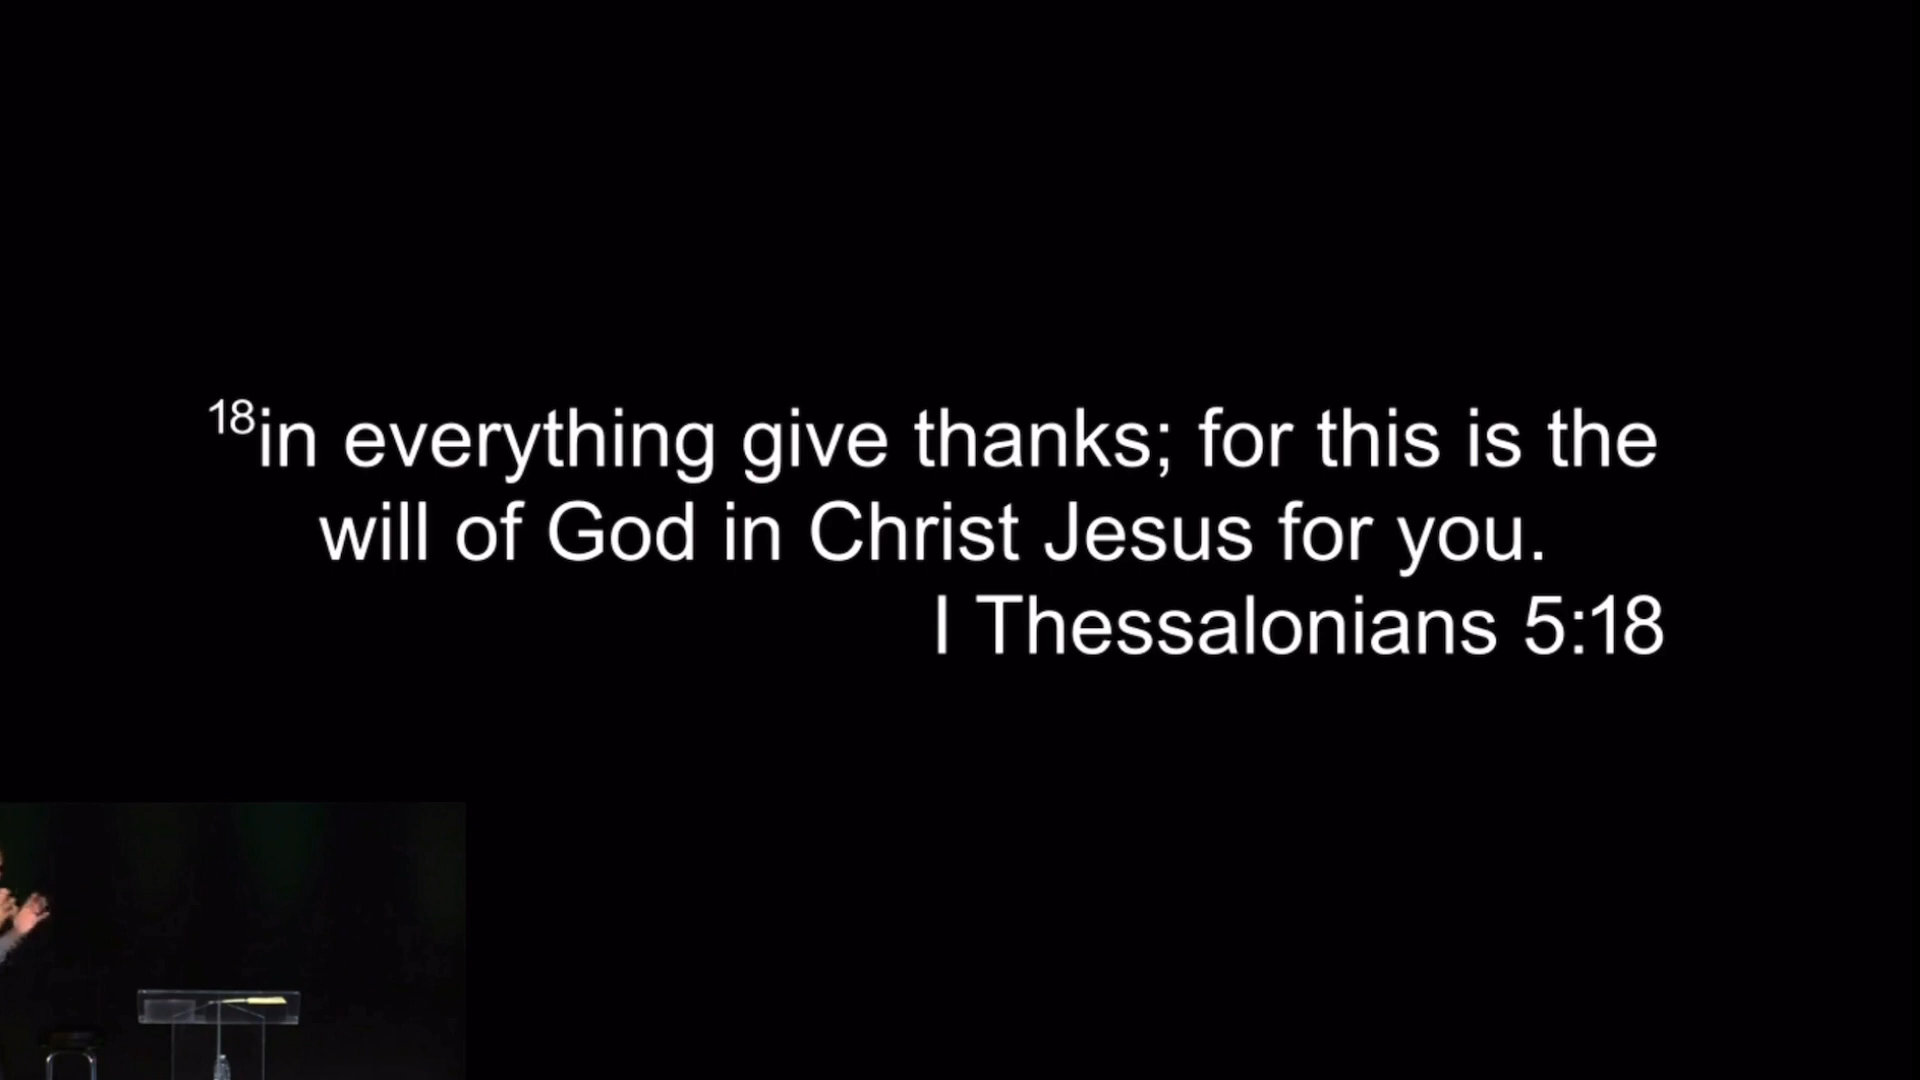 18in everything give thanks; for this is the
will of God in Christ Jesus for you.
I Thessalonians 5:18